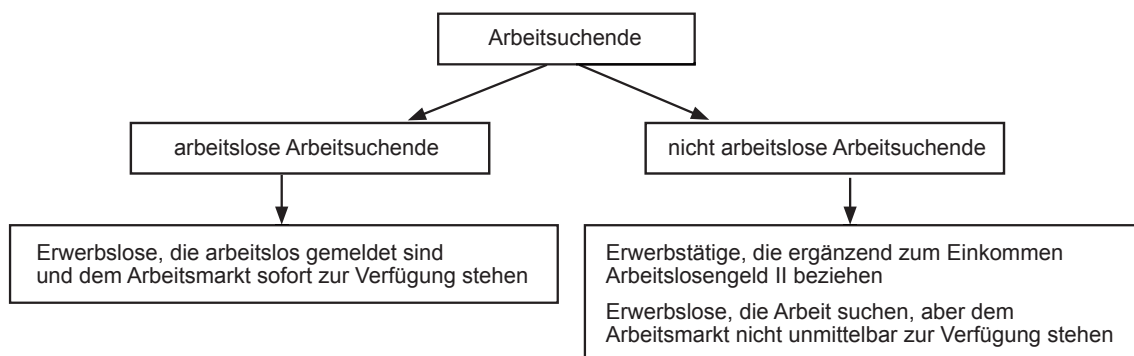 Arbeitsuchende
arbeitslose Arbeitsuchende
nicht arbeitslose Arbeitsuchende
Erwerbslose, die arbeitslos gemeldet sind
und dem Arbeitsmarkt sofort zur Verfügung stehen
Erwerbstätige, die ergänzend zum Einkommen
Arbeitslosengeld II beziehen
Erwerbslose, die Arbeit suchen, aber dem
Arbeitsmarkt nicht unmittelbar zur Verfügung stehen